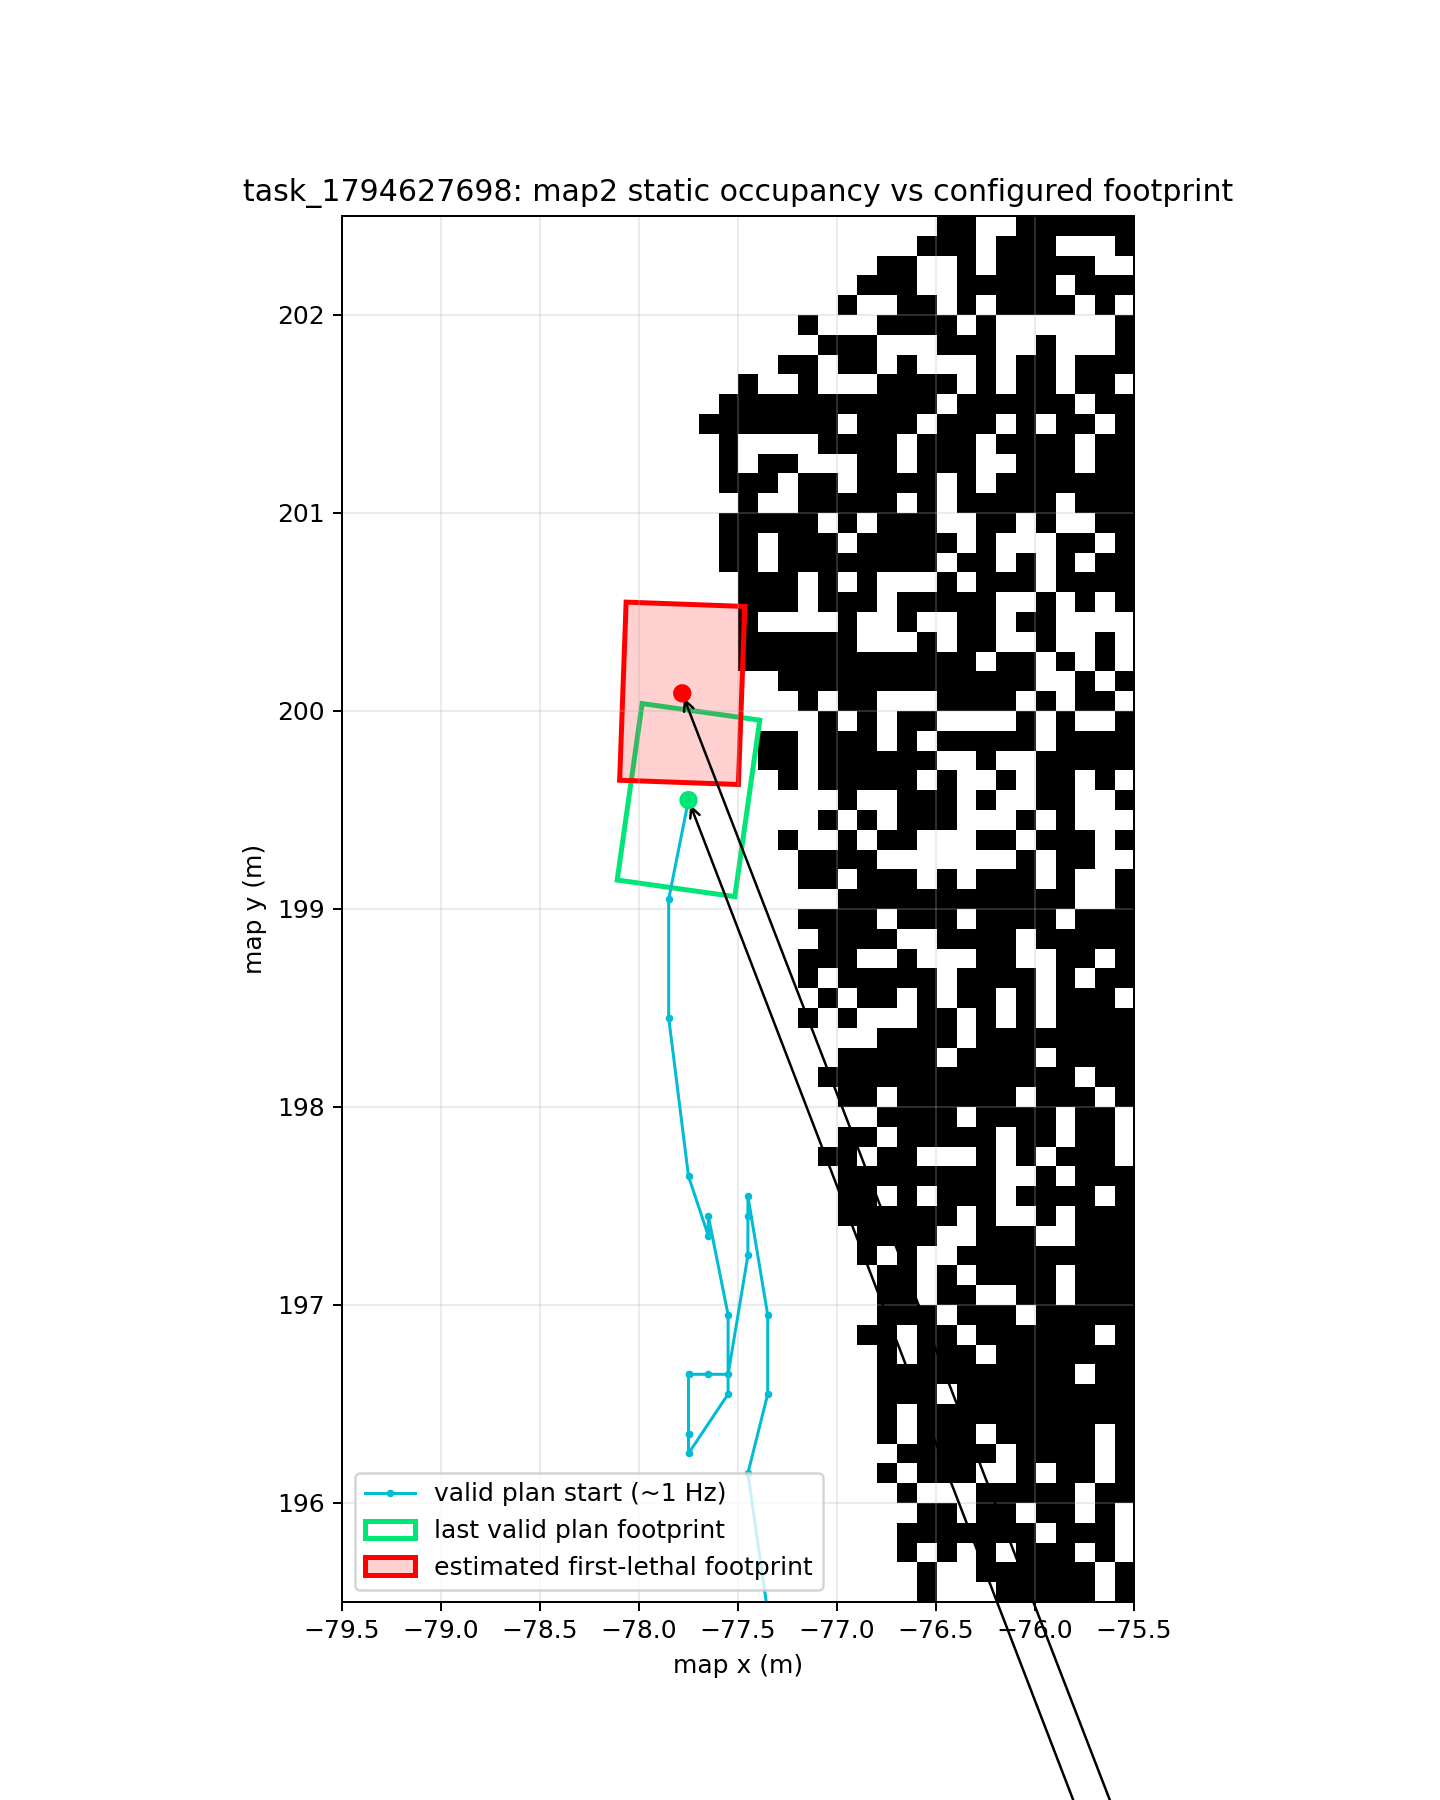 task_1794627698: map2 static occupancy vs configured footprint
202
201
200
199
198
197
196
map y (m)
valid plan start (~1 Hz)
last valid plan footprint
estimated first-lethal footprint
−79.5 −79.0 −78.5 −78.0 −77.5 −77.0 −76.5 −76.0 −75.5
map x (m)